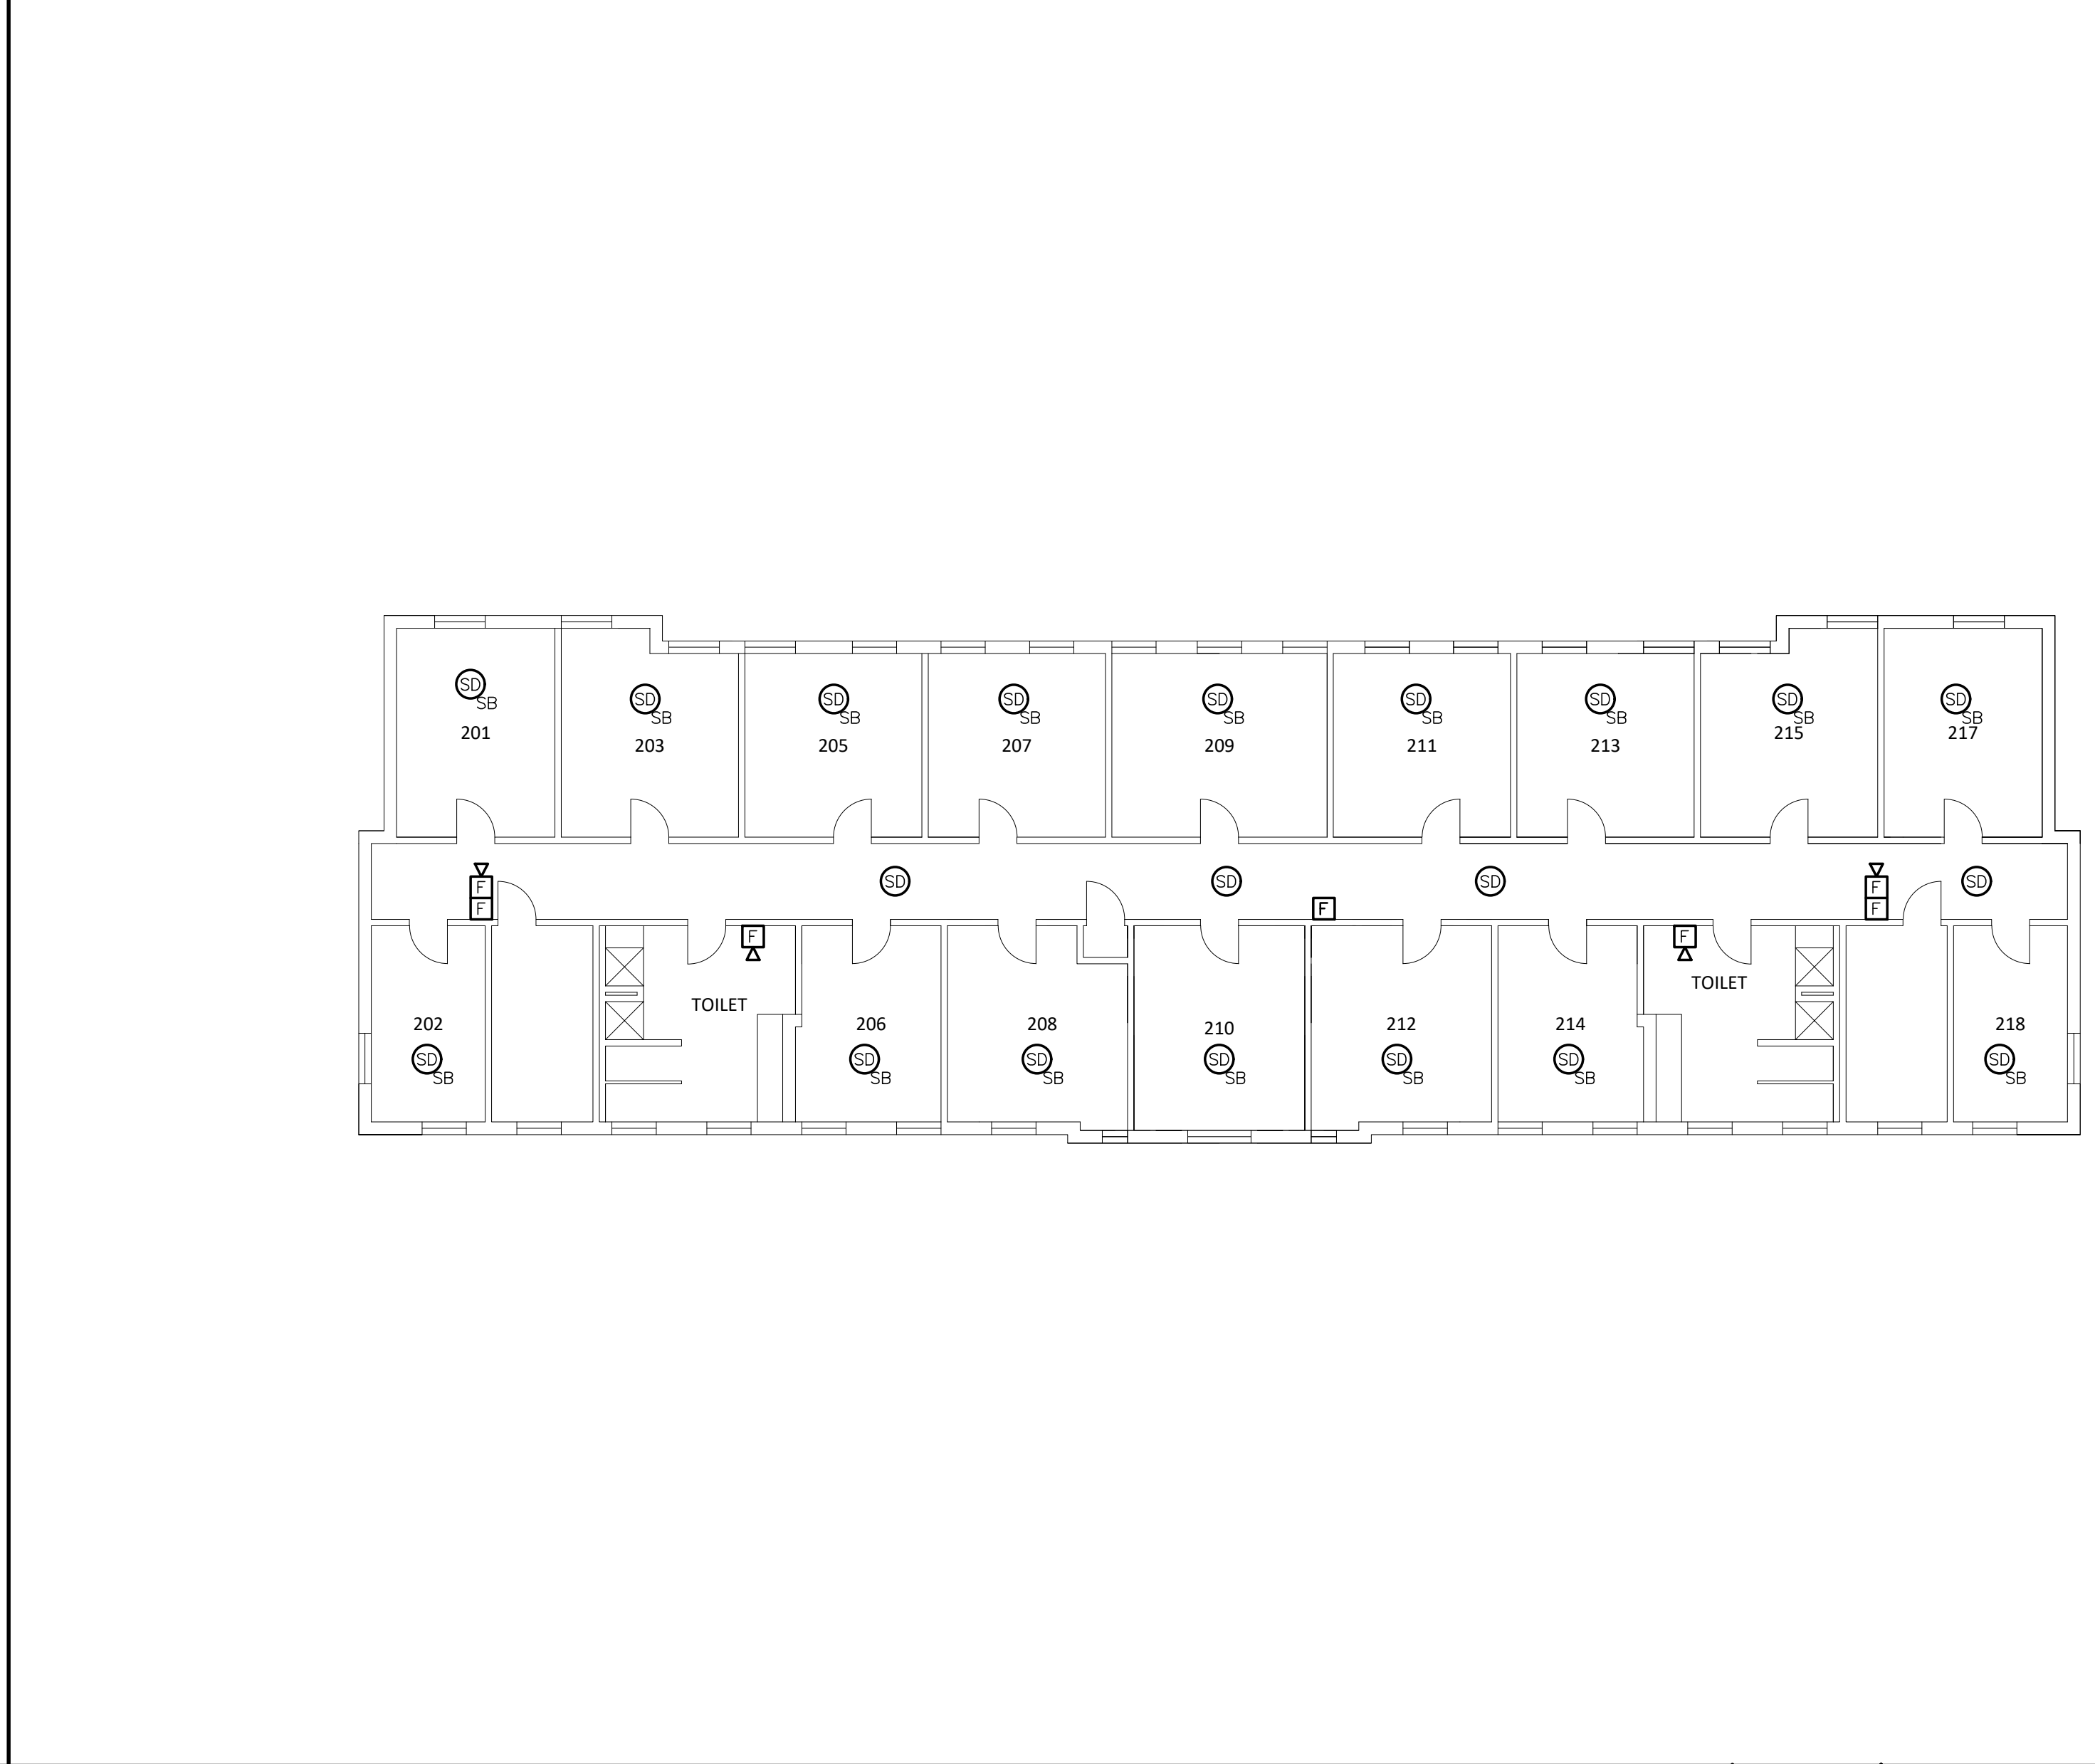 SD SD SD SD SD SD SD SD SD
SB SB SB SB SB SB SB SB SB
201 203 205 207 209 211 213 215 217
F SD SD SD F SD
F F F
F F
TOILET TOILET
202 206 208 210 212 214 218
SD SD SD SD SD SD SD
SB SB SB SB SB SB SB